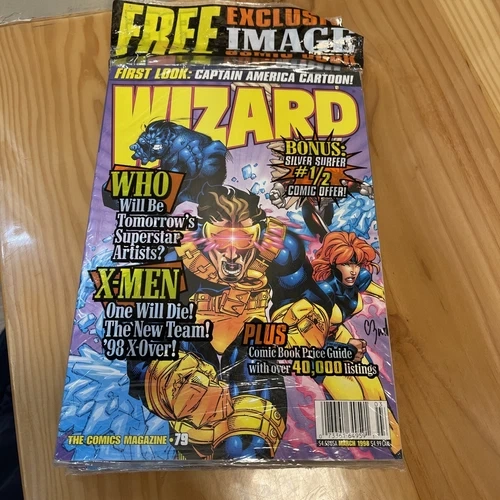 FREE
EXCLUSIVE
IMAGE
FIRST LOOK: CAPTAIN AMERICA CARTOON!
WIZARD
BONUS:
SILVER SURFER
#1/2
COMIC OFFER!
WHO
Will Be
Tomorrow's
Superstar
Artists?
X-MEN
One Will Die!
The New Team!
'98 X-Over!
PLUS
Comic Book Price Guide
with over 40,000 listings
THE COMICS MAGAZINE • 79
MARCH 1998